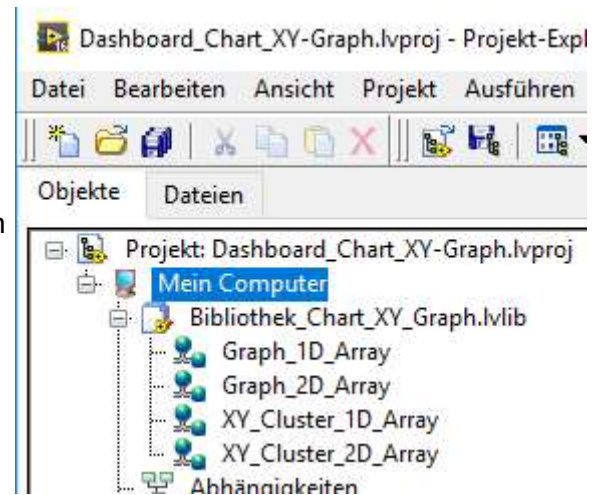 Dashboard_Chart_XY-Graph.lvproj - Projekt-Expl
Datei Bearbeiten Ansicht Projekt Ausführen
Objekte Dateien
n
Projekt: Dashboard_Chart_XY-Graph.lvproj
Mein Computer
Bibliothek_Chart_XY_Graph.lvlib
Graph_1D_Array
Graph_2D_Array
XY_Cluster_1D_Array
XY_Cluster_2D_Array
Abhängigkeiten